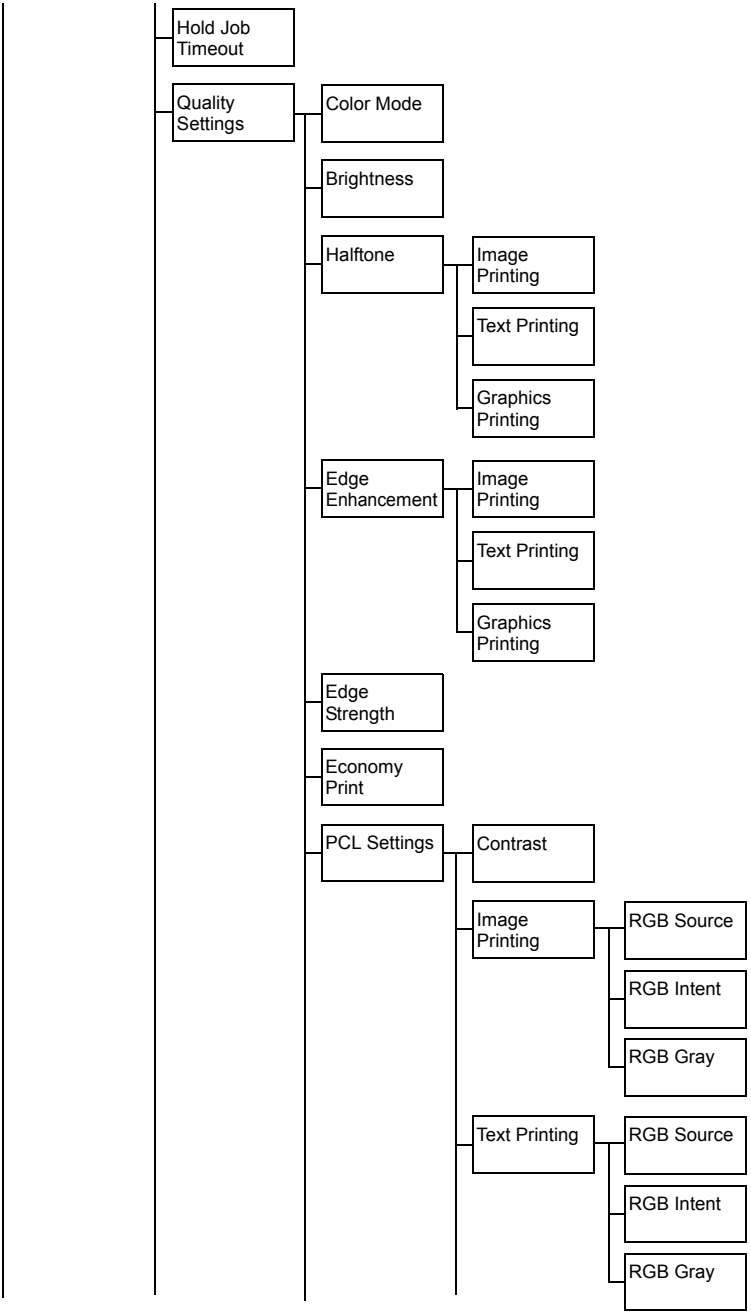 Hold Job
Timeout
Quality
Settings
Color Mode
Brightness
Halftone
Image
Printing
Text Printing
Graphics
Printing
Edge
Enhancement
Image
Printing
Text Printing
Graphics
Printing
Edge
Strength
Economy
Print
PCL Settings
Contrast
Image
Printing
RGB Source
RGB Intent
RGB Gray
Text Printing
RGB Source
RGB Intent
RGB Gray